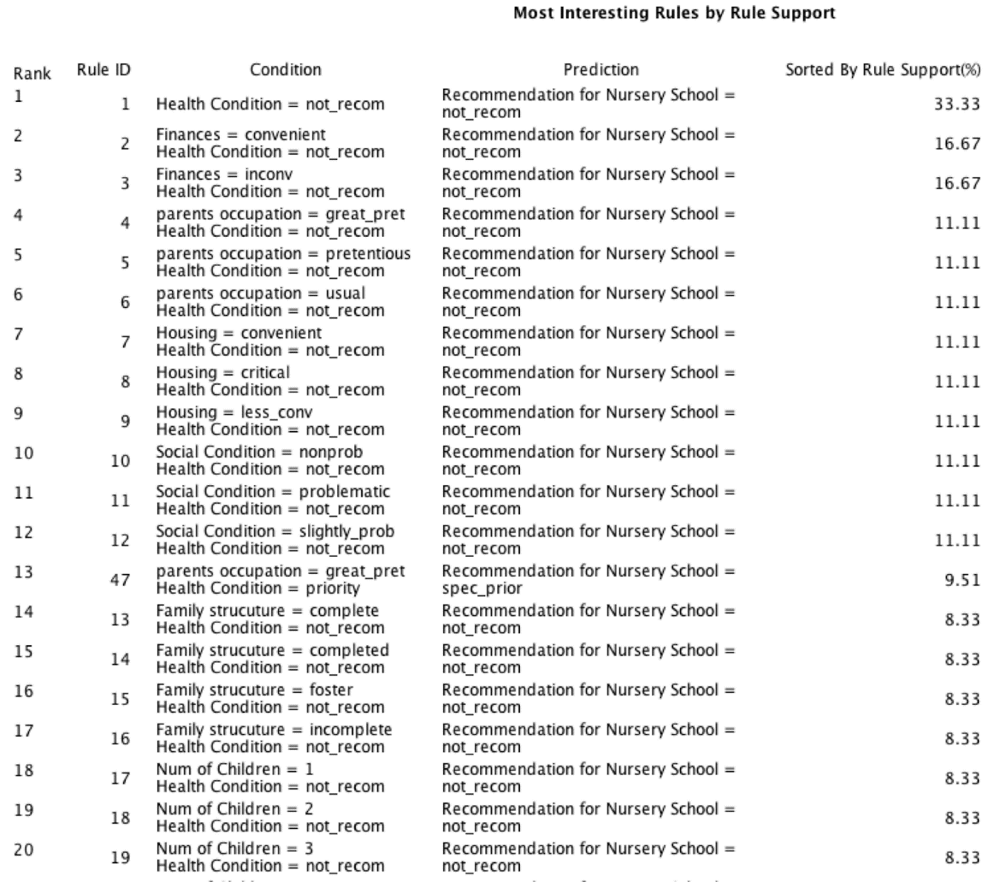 Most Interesting Rules by Rule Support
Rank Rule ID Condition Prediction Sorted By Rule Support(%)
1 1 Health Condition = not_recom Recommendation for Nursery School =
not_recom 33.33
2 2 Finances = convenient Recommendation for Nursery School =
Health Condition = not_recom not_recom 16.67
3 3 Finances = inconv Recommendation for Nursery School =
Health Condition = not_recom not_recom 16.67
4 4 parents occupation = great_pret Recommendation for Nursery School =
Health Condition = not_recom not_recom 11.11
5 5 parents occupation = pretentious Recommendation for Nursery School =
Health Condition = not_recom not_recom 11.11
6 6 parents occupation = usual Recommendation for Nursery School =
Health Condition = not_recom not_recom 11.11
7 7 Housing = convenient Recommendation for Nursery School =
Health Condition = not_recom not_recom 11.11
8 8 Housing = critical Recommendation for Nursery School =
Health Condition = not_recom not_recom 11.11
9 9 Housing = less_conv Recommendation for Nursery School =
Health Condition = not_recom not_recom 11.11
10 10 Social Condition = nonprob Recommendation for Nursery School =
Health Condition = not_recom not_recom 11.11
11 11 Social Condition = problematic Recommendation for Nursery School =
Health Condition = not_recom not_recom 11.11
12 12 Social Condition = slightly_prob Recommendation for Nursery School =
Health Condition = not_recom not_recom 11.11
13 47 parents occupation = great_pret Recommendation for Nursery School =
Health Condition = priority spec_prior 9.51
14 13 Family strucuture = complete Recommendation for Nursery School =
Health Condition = not_recom not_recom 8.33
15 14 Family strucuture = completed Recommendation for Nursery School =
Health Condition = not_recom not_recom 8.33
16 15 Family strucuture = foster Recommendation for Nursery School =
Health Condition = not_recom not_recom 8.33
17 16 Family strucuture = incomplete Recommendation for Nursery School =
Health Condition = not_recom not_recom 8.33
18 17 Num of Children = 1 Recommendation for Nursery School =
Health Condition = not_recom not_recom 8.33
19 18 Num of Children = 2 Recommendation for Nursery School =
Health Condition = not_recom not_recom 8.33
20 19 Num of Children = 3 Recommendation for Nursery School =
Health Condition = not_recom not_recom 8.33